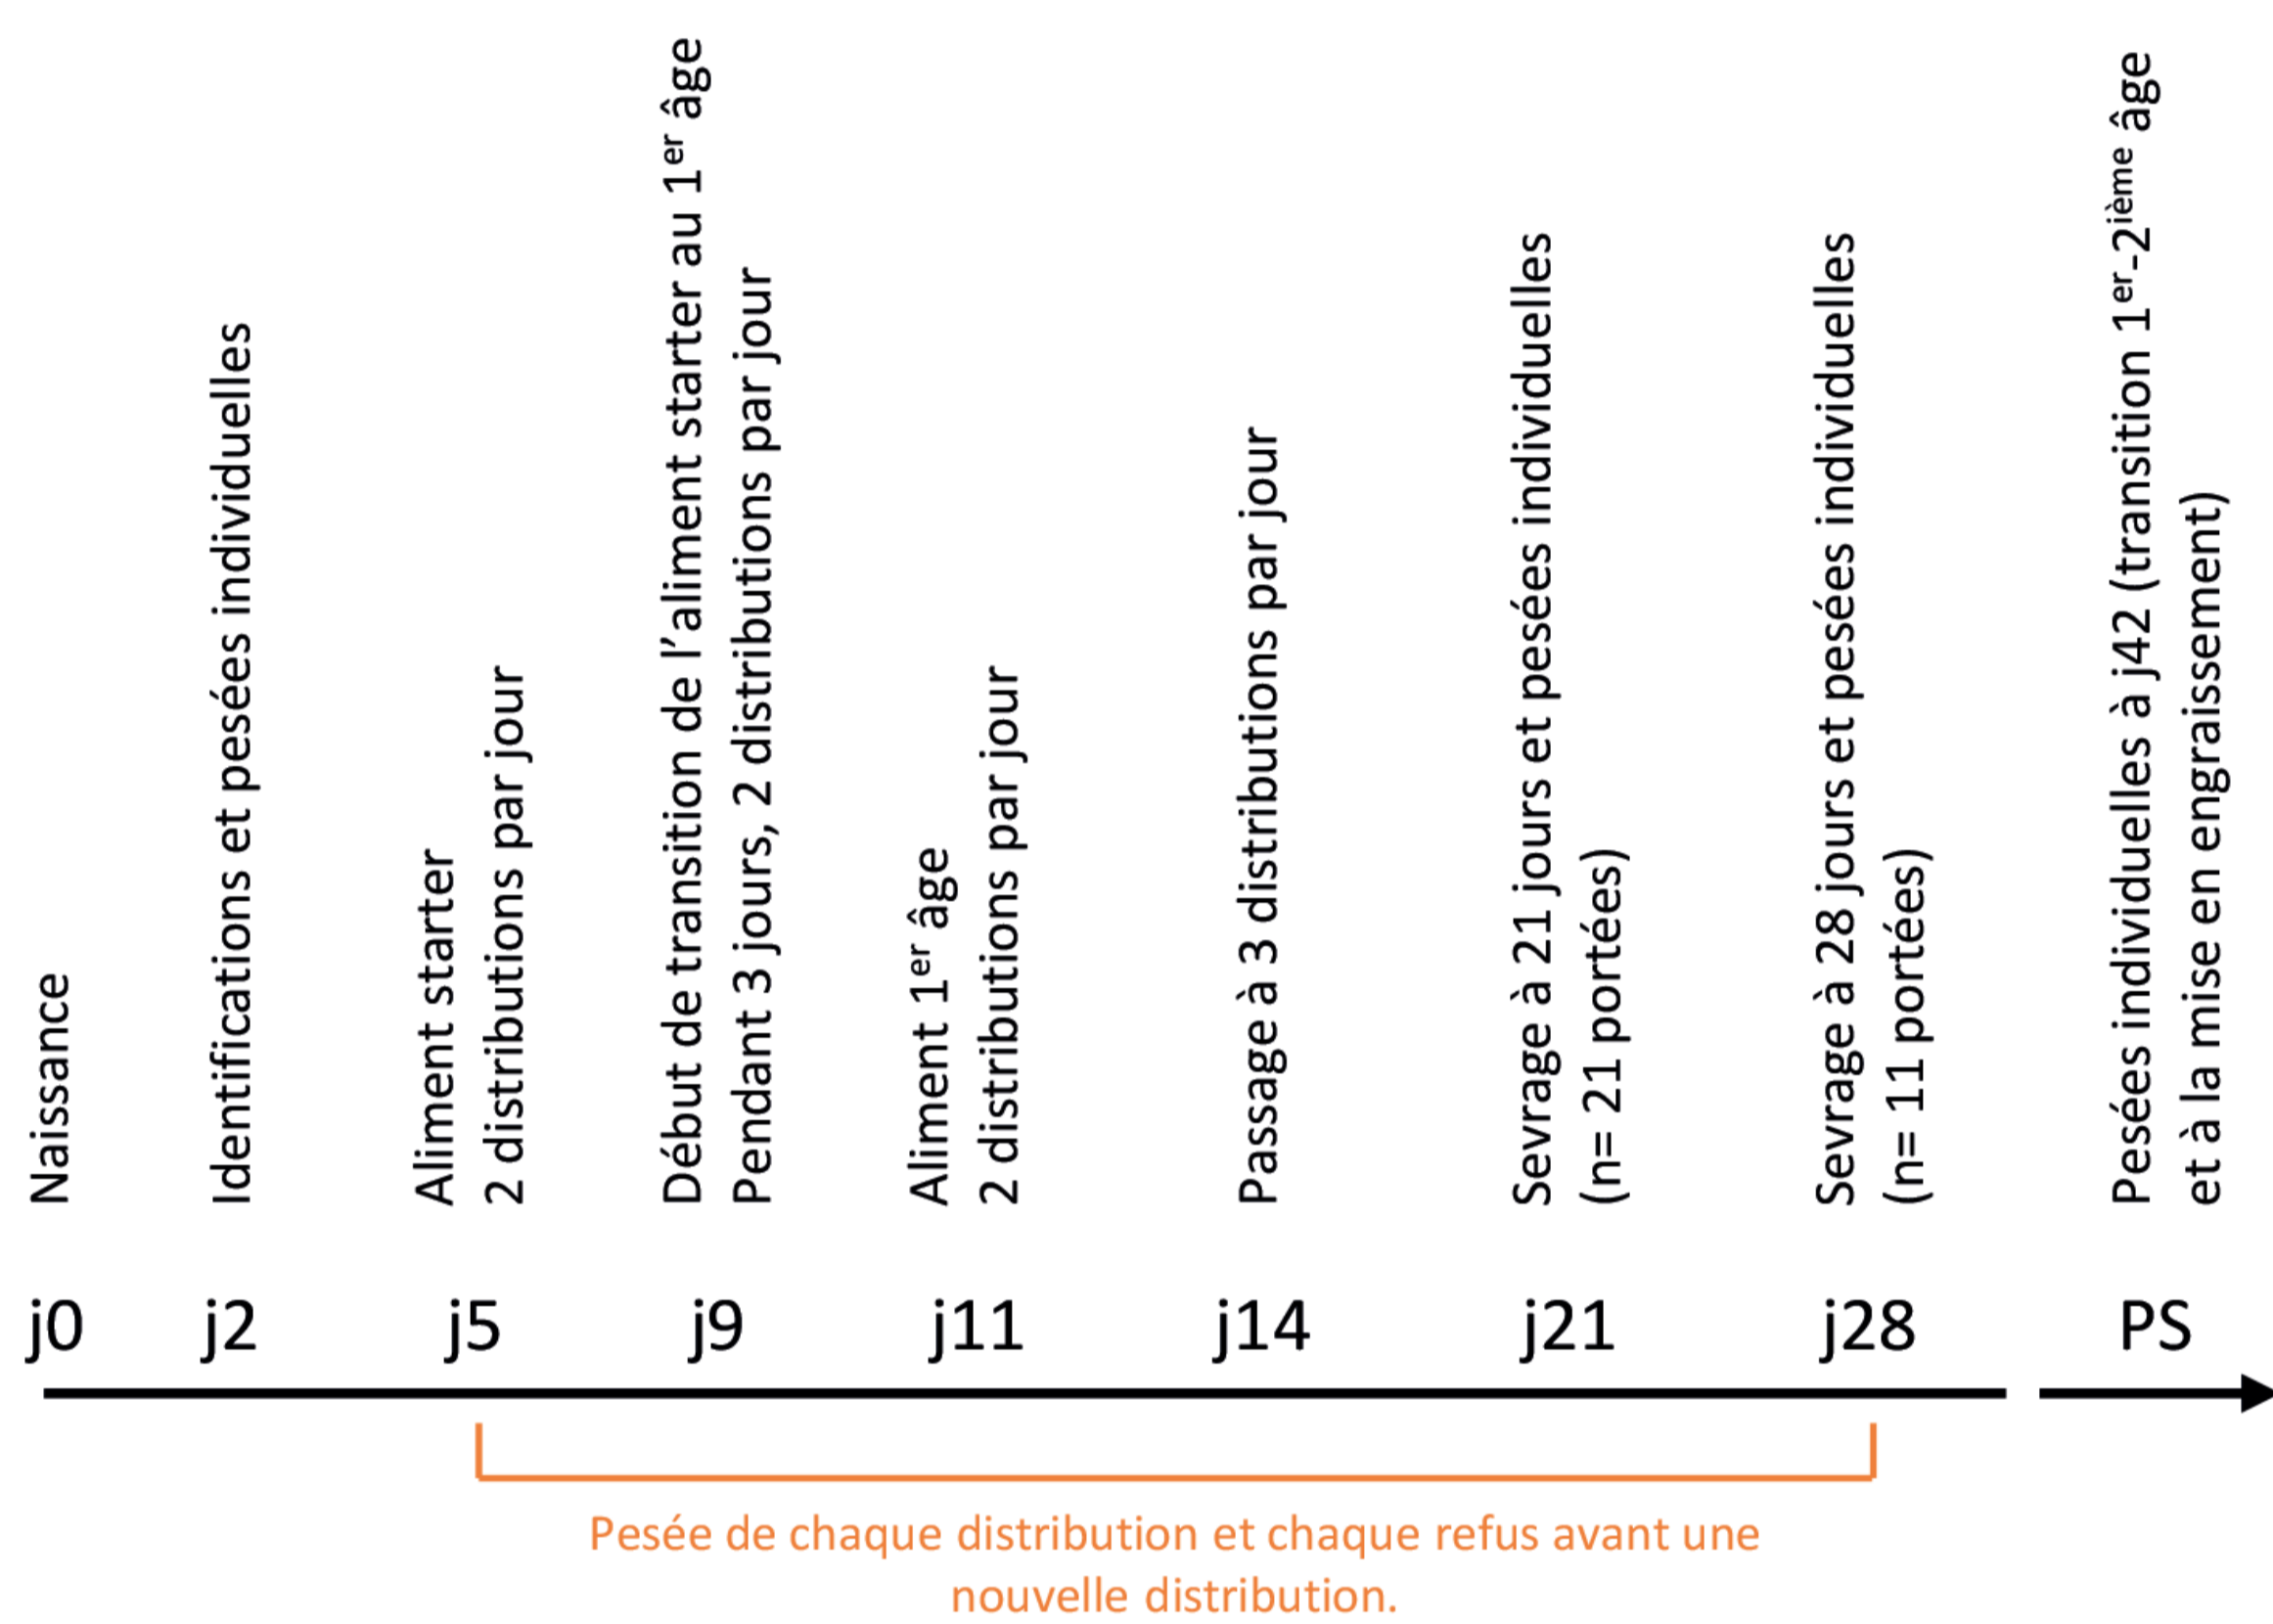 Naissance
Identifications et pesées individuelles
Aliment starter
2 distributions par jour
Début de transition de l’aliment starter au 1er âge
Pendant 3 jours, 2 distributions par jour
Aliment 1er âge
2 distributions par jour
Passage à 3 distributions par jour
Sevrage à 21 jours et pesées individuelles
(n= 21 portées)
Sevrage à 28 jours et pesées individuelles
(n= 11 portées)
Pesées individuelles à j42 (transition 1er-2ième âge
et à la mise en engraissement)
j0 j2 j5 j9 j11 j14 j21 j28 PS
Pesée de chaque distribution et chaque refus avant une
nouvelle distribution.